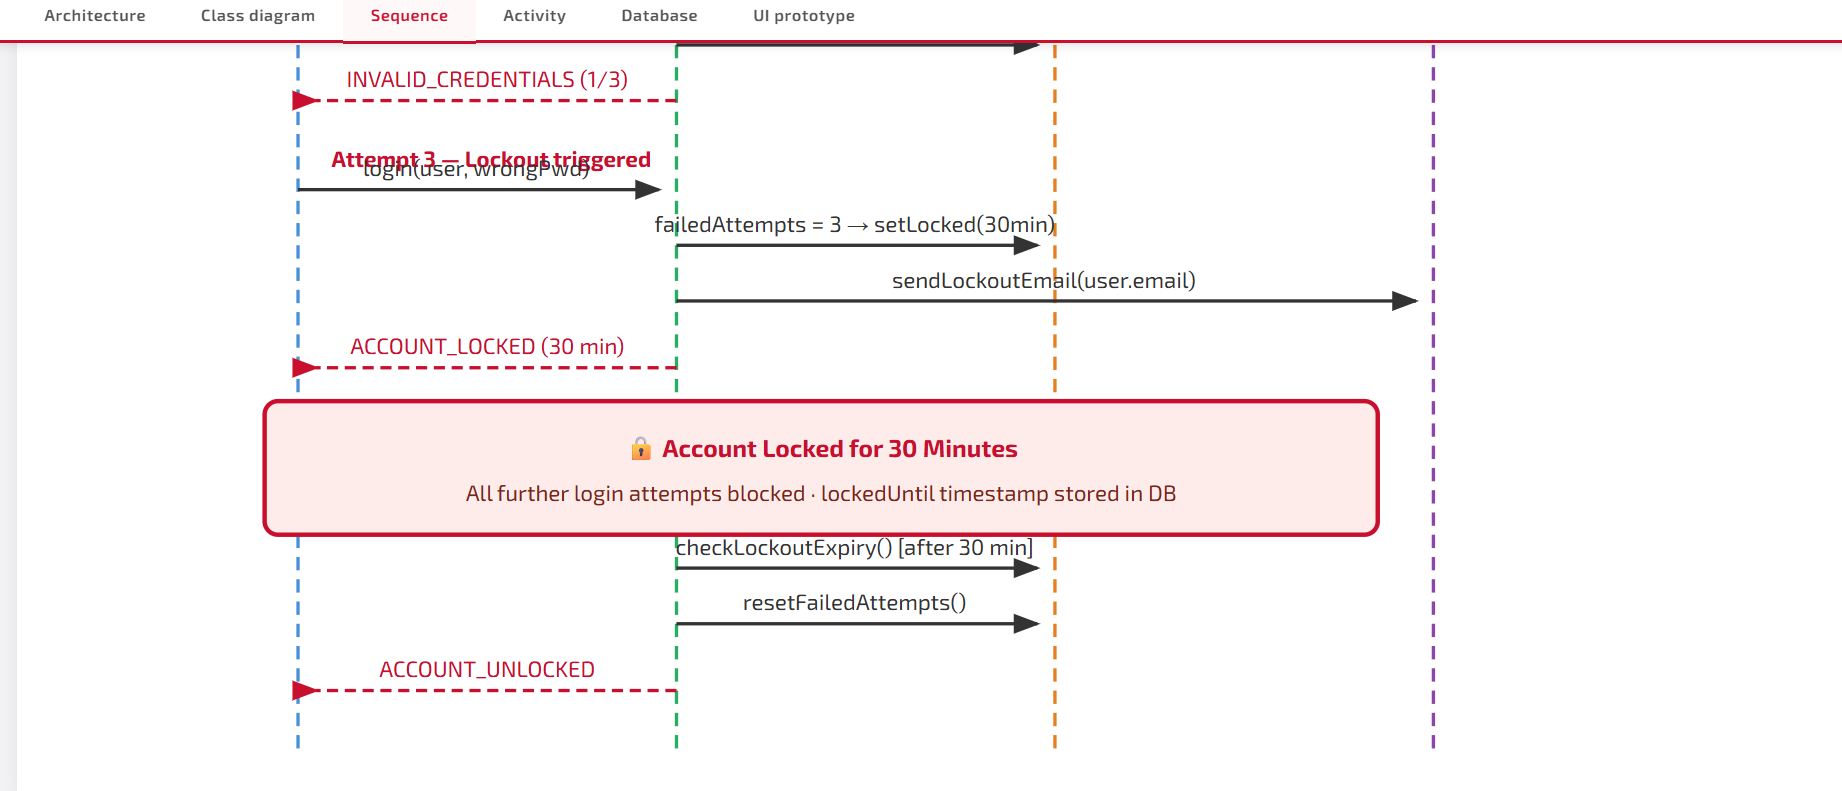 Architecture
Class diagram
Sequence
Activity
Database
UI prototype
INVALID_CREDENTIALS (1/3)
Attempt 3 — Lockout triggered
login(user, wrongPwd)
failedAttempts = 3 → setLocked(30min)
sendLockoutEmail(user.email)
ACCOUNT_LOCKED (30 min)
🔒 Account Locked for 30 Minutes
All further login attempts blocked · lockedUntil timestamp stored in DB
checkLockoutExpiry() [after 30 min]
resetFailedAttempts()
ACCOUNT_UNLOCKED